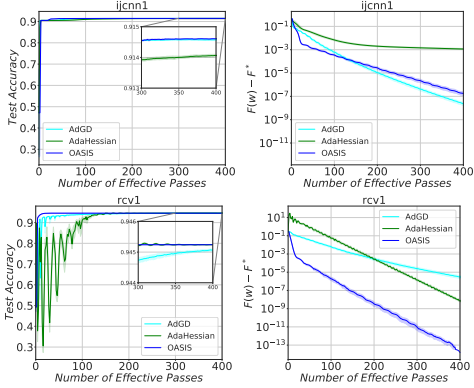 ijcnn1
Test Accuracy
0.9
0.8
0.7
0.6
0.5
0.4
0.3
0.915
0.914
0.913
300
350
400
AdGD
AdaHessian
OASIS
0
100
200
300
400
Number of Effective Passes
ijcnn1
F(w) − F*
10⁻¹
10⁻³
10⁻⁵
10⁻⁷
10⁻⁹
10⁻¹¹
AdGD
AdaHessian
OASIS
0
100
200
300
400
Number of Effective Passes
rcv1
Test Accuracy
0.9
0.8
0.7
0.6
0.5
0.4
0.3
0.946
0.945
0.944
300
350
400
AdGD
AdaHessian
OASIS
0
100
200
300
400
Number of Effective Passes
rcv1
F(w) − F*
10¹
10⁻¹
10⁻³
10⁻⁵
10⁻⁷
10⁻⁹
10⁻¹¹
10⁻¹³
AdGD
AdaHessian
OASIS
0
100
200
300
400
Number of Effective Passes